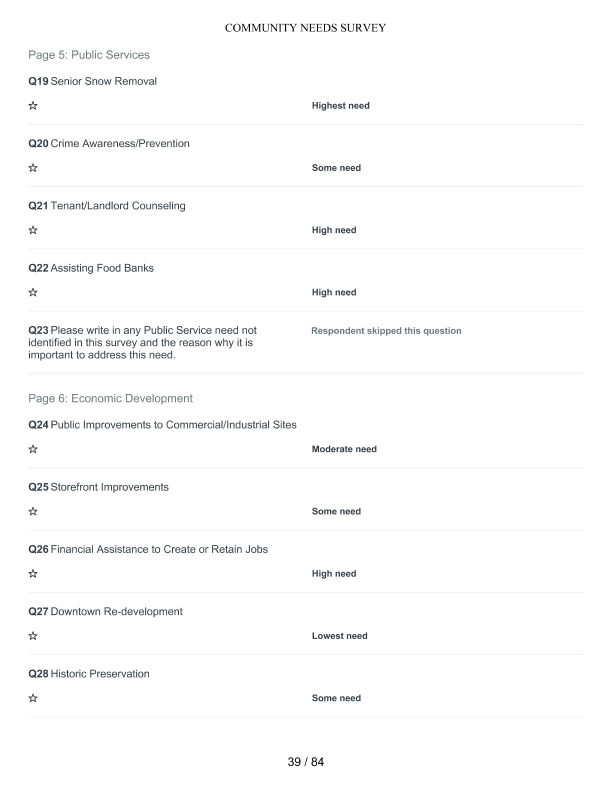 COMMUNITY NEEDS SURVEY
Page 5: Public Services
Q19 Senior Snow Removal
☆ Highest need
Q20 Crime Awareness/Prevention
☆ Some need
Q21 Tenant/Landlord Counseling
☆ High need
Q22 Assisting Food Banks
☆ High need
Q23 Please write in any Public Service need not
identified in this survey and the reason why it is
important to address this need.
Respondent skipped this question
Page 6: Economic Development
Q24 Public Improvements to Commercial/Industrial Sites
☆ Moderate need
Q25 Storefront Improvements
☆ Some need
Q26 Financial Assistance to Create or Retain Jobs
☆ High need
Q27 Downtown Re-development
☆ Lowest need
Q28 Historic Preservation
☆ Some need
39 / 84